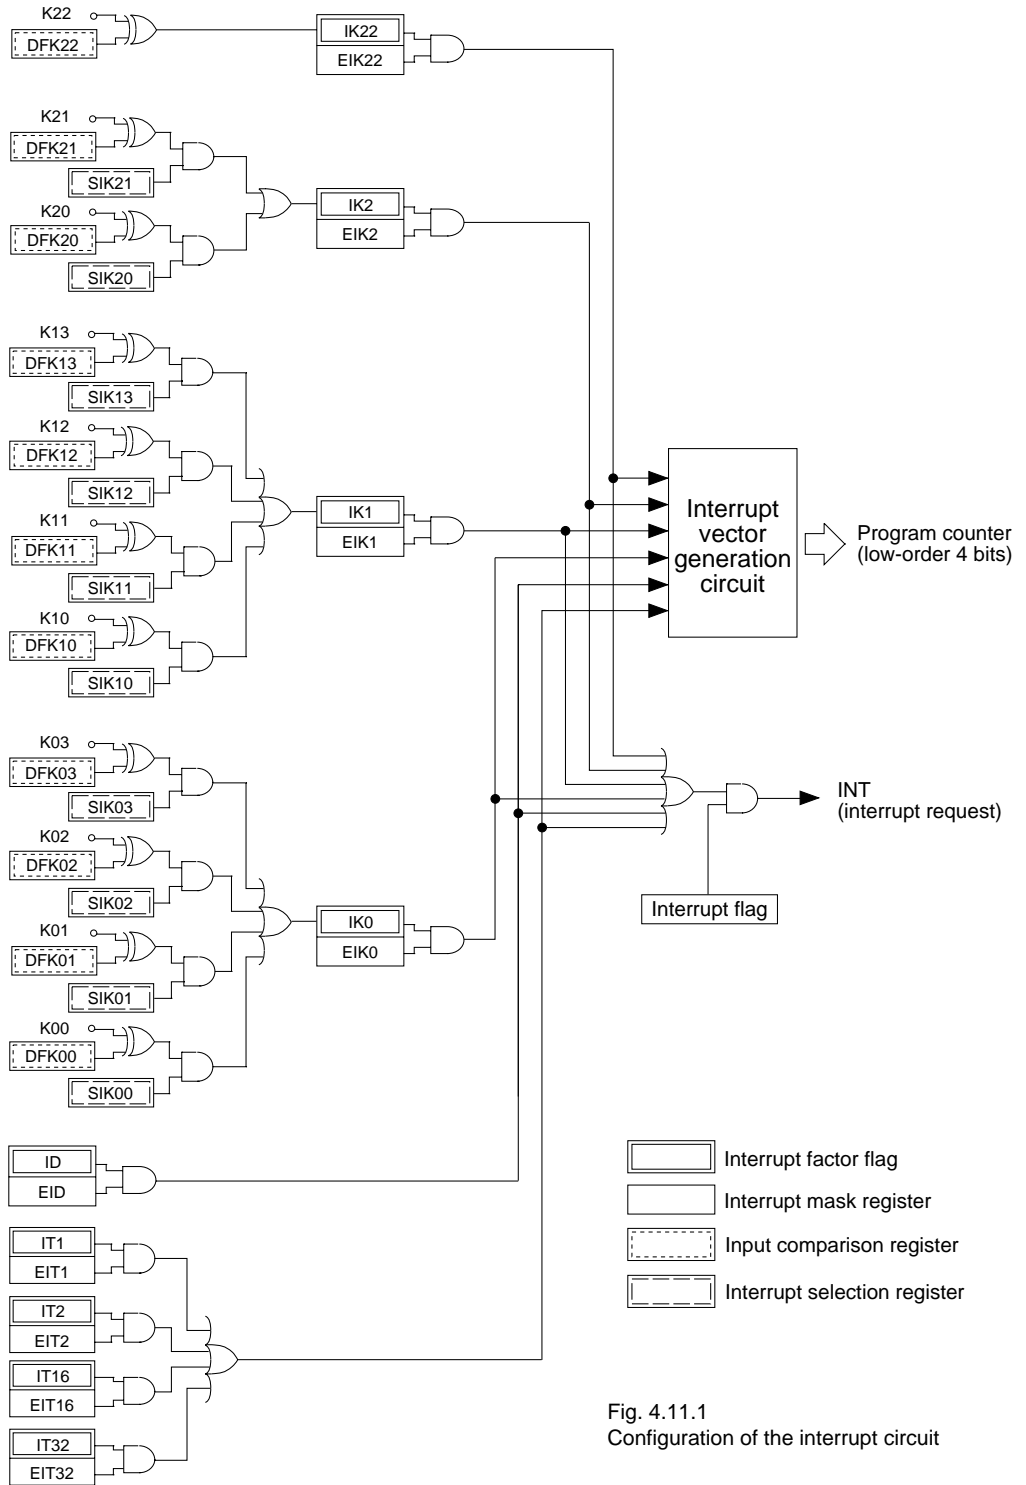 K22
DFK22
IK22
EIK22
K21
DFK21
SIK21
K20
DFK20
SIK20
IK2
EIK2
K13
DFK13
SIK13
K12
DFK12
SIK12
K11
DFK11
SIK11
K10
DFK10
SIK10
IK1
EIK1
Interrupt
vector
generation
circuit
Program counter
(low-order 4 bits)
K03
DFK03
SIK03
K02
DFK02
SIK02
K01
DFK01
SIK01
K00
DFK00
SIK00
IK0
EIK0
INT
(interrupt request)
Interrupt flag
ID
EID
IT1
EIT1
IT2
EIT2
IT16
EIT16
IT32
EIT32
Interrupt factor flag
Interrupt mask register
Input comparison register
Interrupt selection register
Fig. 4.11.1
Configuration of the interrupt circuit